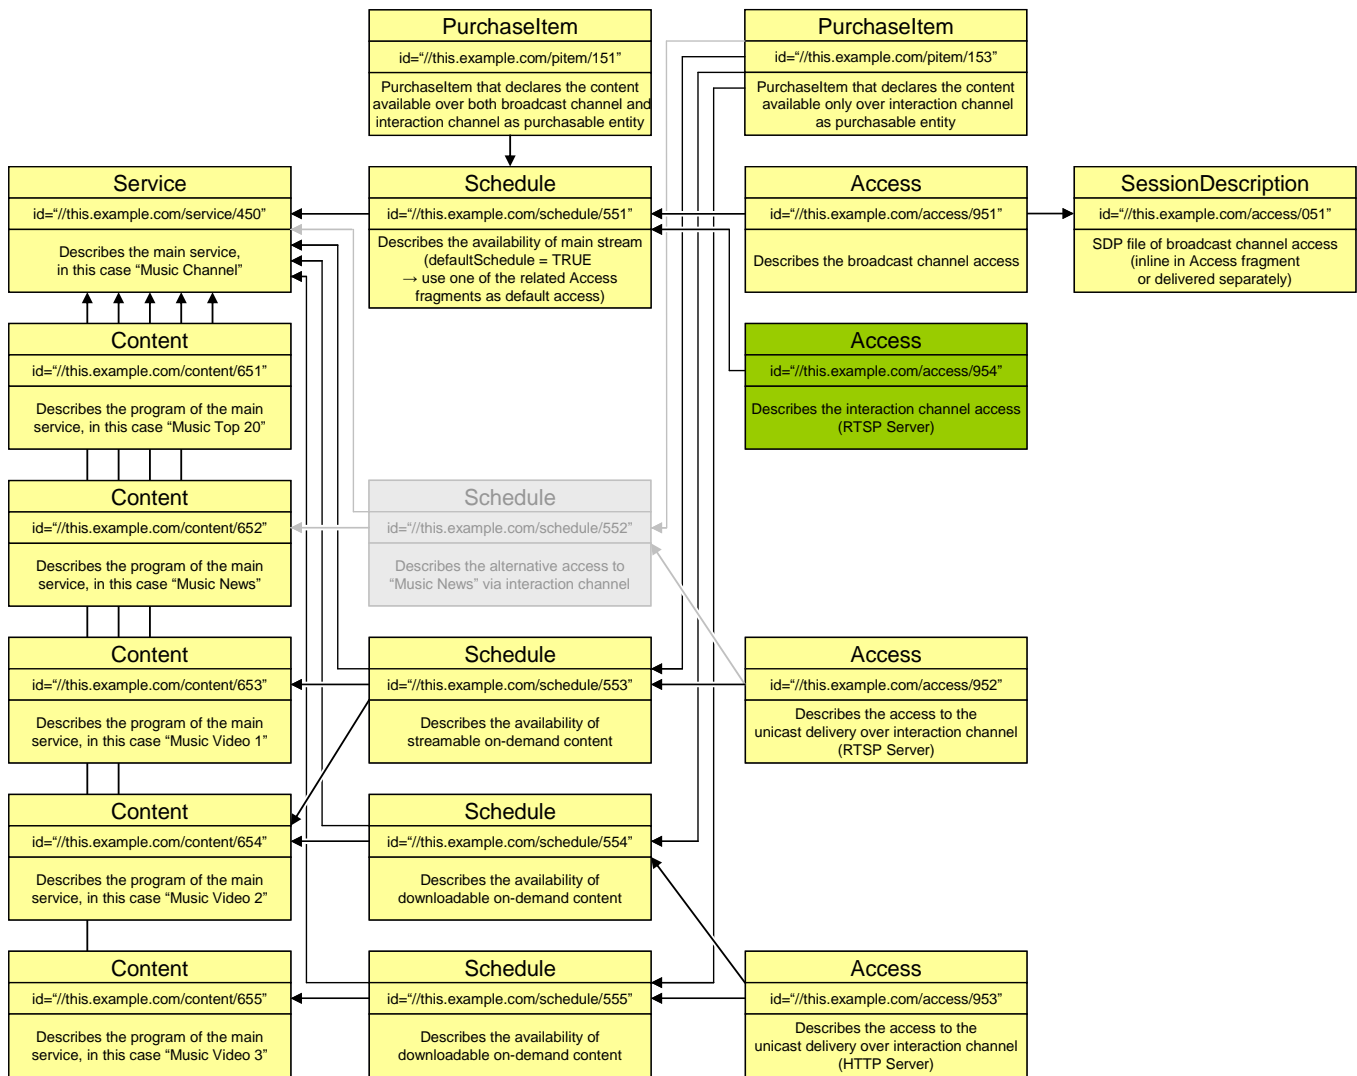 PurchaseItem
id=“//this.example.com/pitem/151”
PurchaseItem that declares the content
available over both broadcast channel and
interaction channel as purchasable entity
PurchaseItem
id=“//this.example.com/pitem/153”
PurchaseItem that declares the content
available only over interaction channel
as purchasable entity
Service
id=“//this.example.com/service/450”
Describes the main service,
in this case “Music Channel”
Schedule
id=“//this.example.com/schedule/551”
Describes the availability of main stream
(defaultSchedule = TRUE
→ use one of the related Access
fragments as default access)
Access
id=“//this.example.com/access/951”
Describes the broadcast channel access
SessionDescription
id=“//this.example.com/access/051”
SDP file of broadcast channel access
(inline in Access fragment
or delivered separately)
Content
id=“//this.example.com/content/651”
Describes the program of the main
service, in this case “Music Top 20”
Access
id=“//this.example.com/access/954”
Describes the interaction channel access
(RTSP Server)
Content
id=“//this.example.com/content/652”
Describes the program of the main
service, in this case “Music News”
Schedule
id=“//this.example.com/schedule/552”
Describes the alternative access to
“Music News” via interaction channel
Content
id=“//this.example.com/content/653”
Describes the program of the main
service, in this case “Music Video 1”
Schedule
id=“//this.example.com/schedule/553”
Describes the availability of
streamable on-demand content
Access
id=“//this.example.com/access/952”
Describes the access to the
unicast delivery over interaction channel
(RTSP Server)
Content
id=“//this.example.com/content/654”
Describes the program of the main
service, in this case “Music Video 2”
Schedule
id=“//this.example.com/schedule/554”
Describes the availability of
downloadable on-demand content
Content
id=“//this.example.com/content/655”
Describes the program of the main
service, in this case “Music Video 3”
Schedule
id=“//this.example.com/schedule/555”
Describes the availability of
downloadable on-demand content
Access
id=“//this.example.com/access/953”
Describes the access to the
unicast delivery over interaction channel
(HTTP Server)